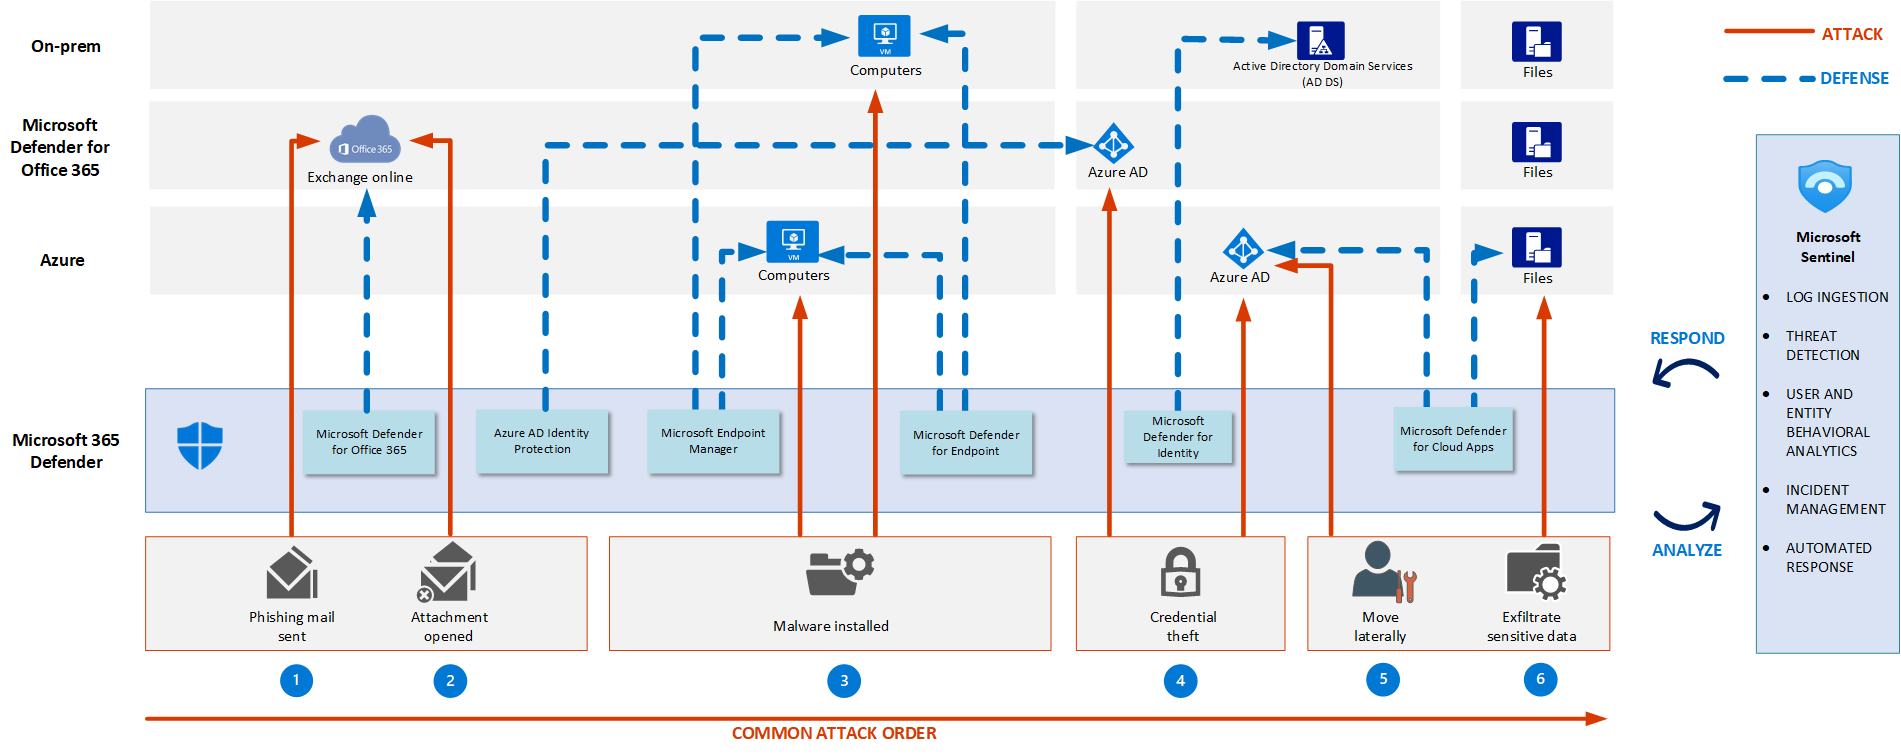 On-prem
VM
Computers
Active Directory Domain Services
(AD DS)
Files
ATTACK
DEFENSE
Microsoft
Defender for
Office 365
Office 365
Exchange online
Azure AD
Files
Azure
VM
Computers
Azure AD
Files
Microsoft 365
Defender
Microsoft Defender
for Office 365
Azure AD Identity
Protection
Microsoft Endpoint
Manager
Microsoft Defender
for Endpoint
Microsoft
Defender for
Identity
Microsoft Defender
for Cloud Apps
RESPOND
ANALYZE
Microsoft
Sentinel
• LOG INGESTION
• THREAT
DETECTION
• USER AND
ENTITY
BEHAVIORAL
ANALYTICS
• INCIDENT
MANAGEMENT
• AUTOMATED
RESPONSE
Phishing mail
sent
Attachment
opened
Malware installed
Credential
theft
Move
laterally
Exfiltrate
sensitive data
1
2
3
4
5
6
COMMON ATTACK ORDER